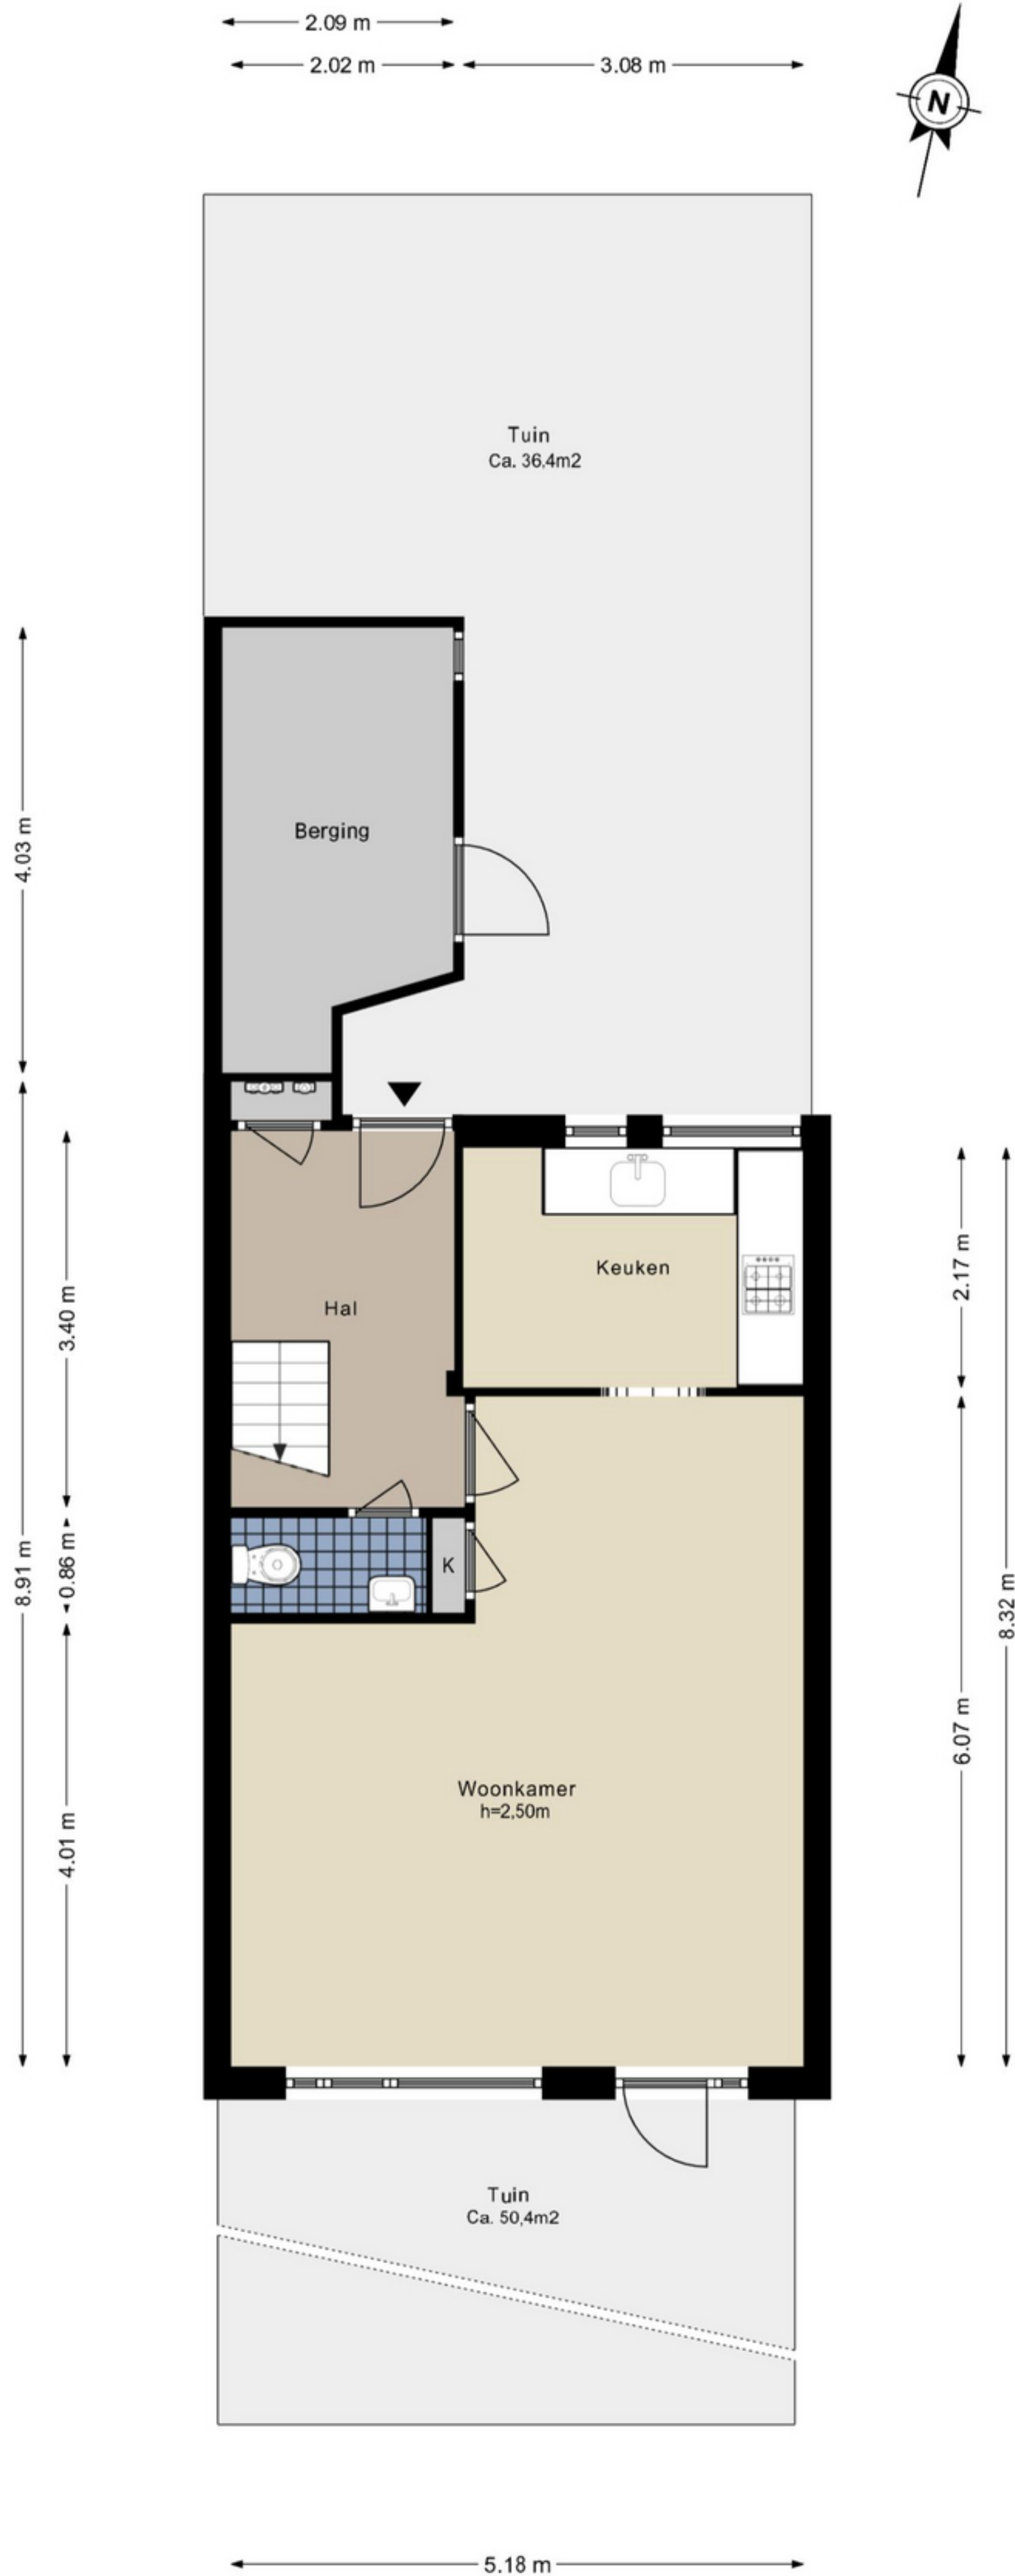 2.09 m
2.02 m
3.08 m
N
Tuin
Ca. 36,4m2
4.03 m
Berging
2.17 m
Keuken
3.40 m
Hal
8.91 m
0.86 m
K
8.32 m
6.07 m
Woonkamer
h=2,50m
4.01 m
Tuin
Ca. 50,4m2
5.18 m